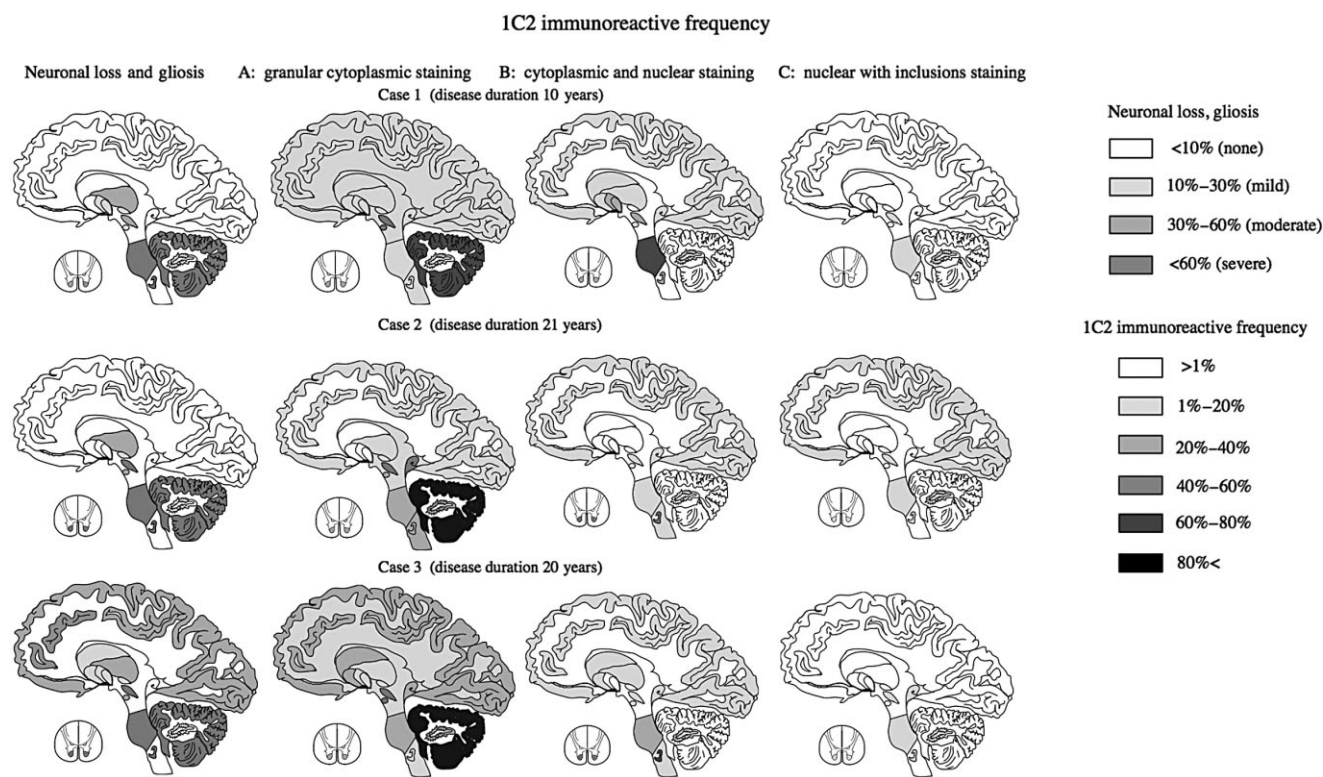 1C2 immunoreactive frequency
Neuronal loss and gliosis
A: granular cytoplasmic staining
B: cytoplasmic and nuclear staining
C: nuclear with inclusions staining
Case 1 (disease duration 10 years)
Case 2 (disease duration 21 years)
Case 3 (disease duration 20 years)
Neuronal loss, gliosis
<10% (none)
10%–30% (mild)
30%–60% (moderate)
<60% (severe)
1C2 immunoreactive frequency
>1%
1%–20%
20%–40%
40%–60%
60%–80%
80%<